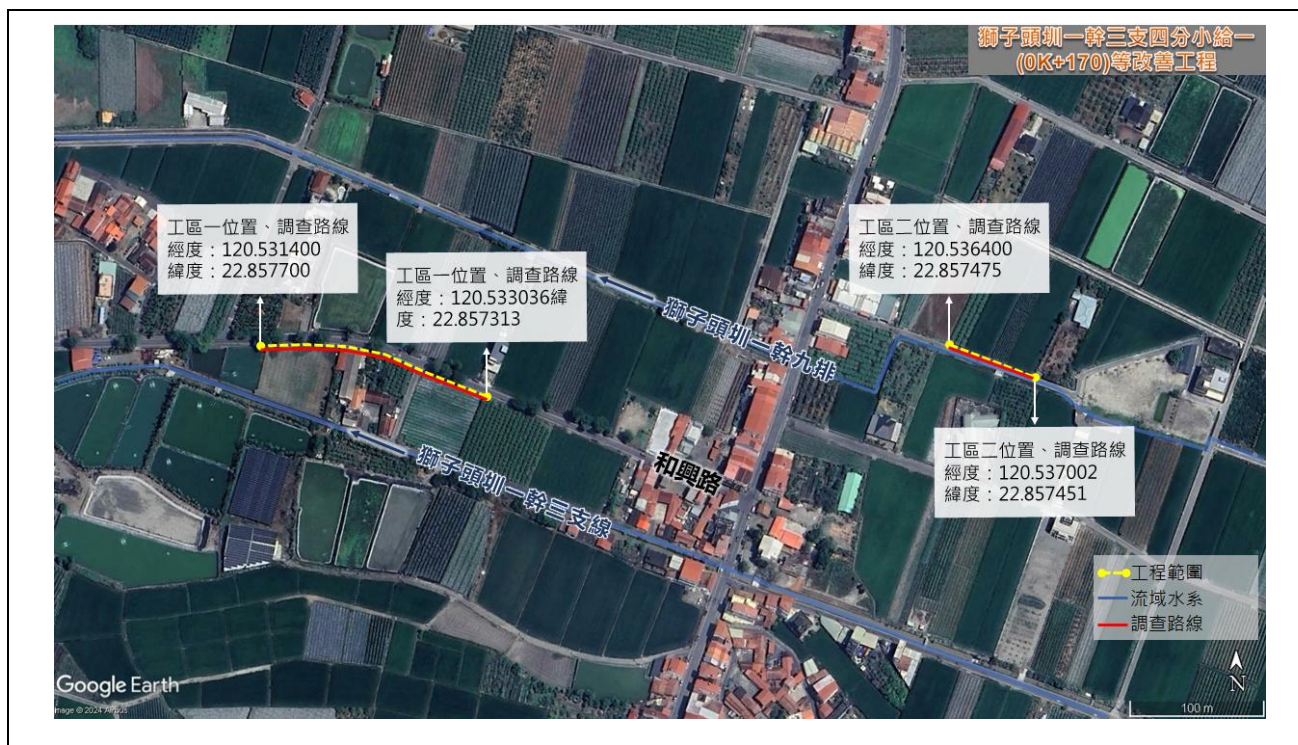 獅子頭圳一幹三支四分小給一
(0K+170)等改善工程
工區一位置、調查路線
經度：120.531400
緯度：22.857700
工區一位置、調查路線
經度：120.533036緯
度：22.857313
工區二位置、調查路線
經度：120.536400
緯度：22.857475
獅子頭圳一幹九排
獅子頭圳一幹三支線
和興路
工區二位置、調查路線
經度：120.537002
緯度：22.857451
工程範圍
流域水系
調查路線
N
100 m
Google Earth
Image © 2024 Airbus